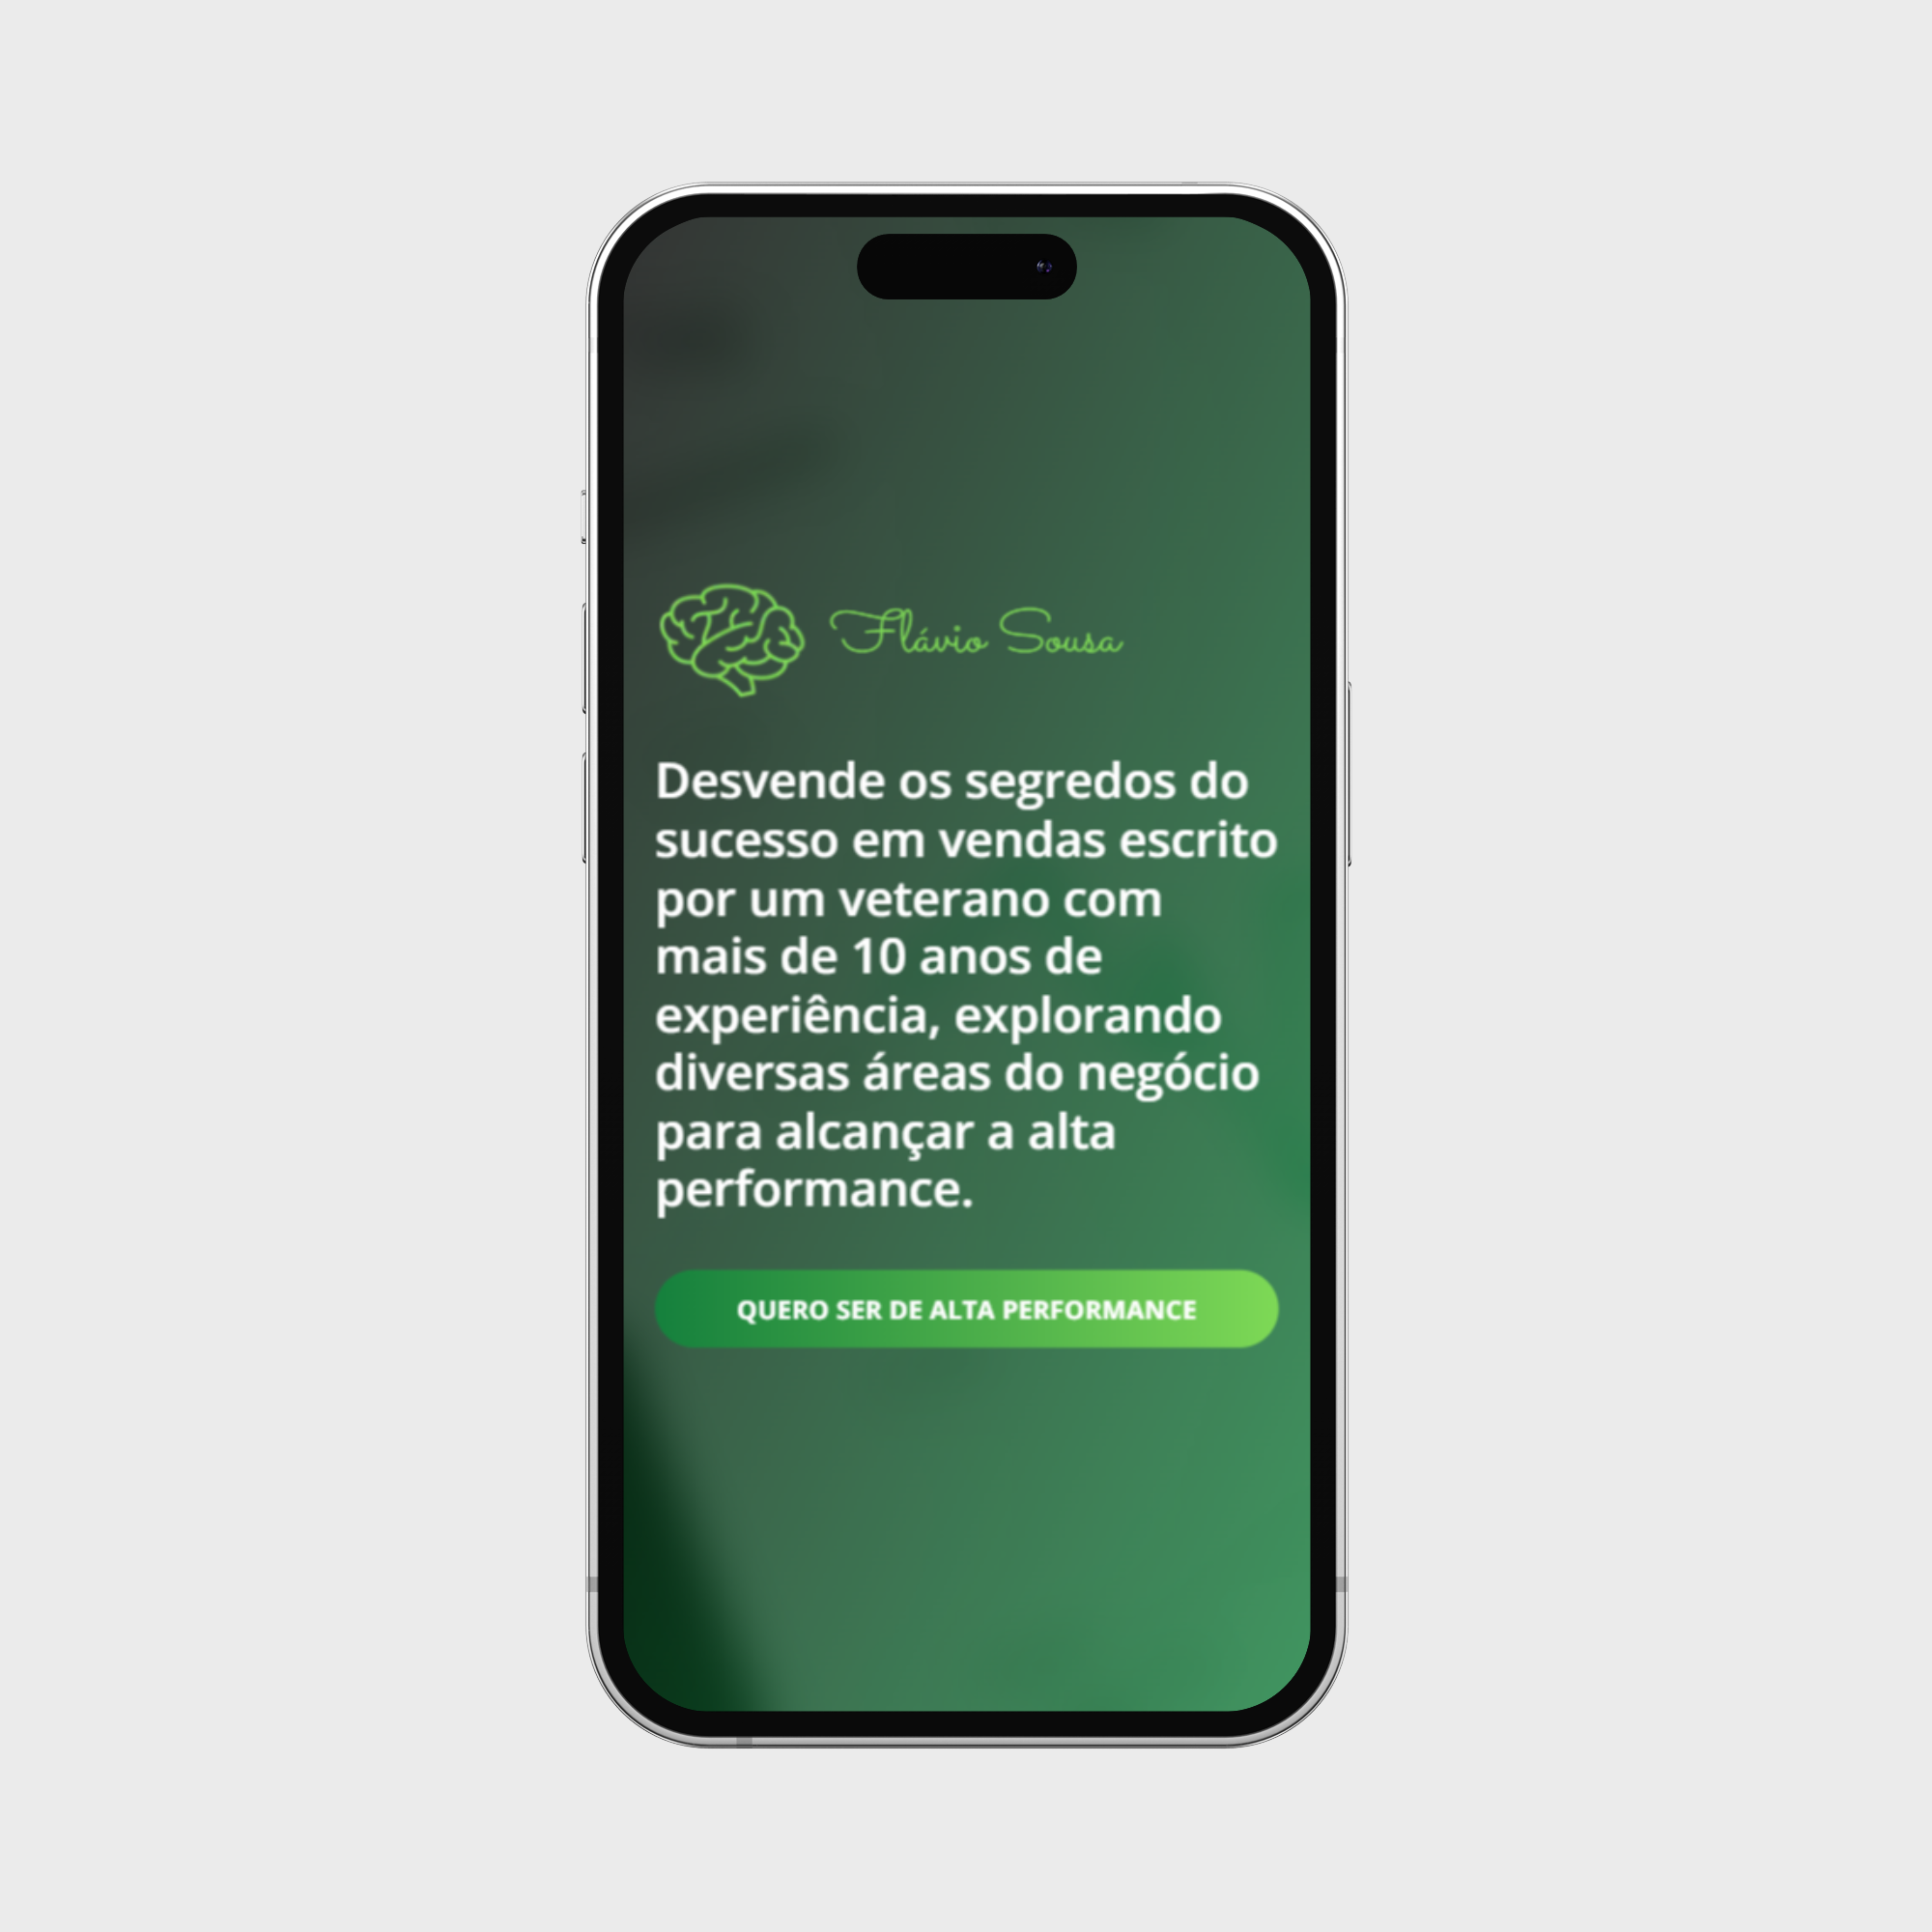 Flávio Sousa
Desvende os segredos do
sucesso em vendas escrito
por um veterano com
mais de 10 anos de
experiência, explorando
diversas áreas do negócio
para alcançar a alta
performance.
QUERO SER DE ALTA PERFORMANCE